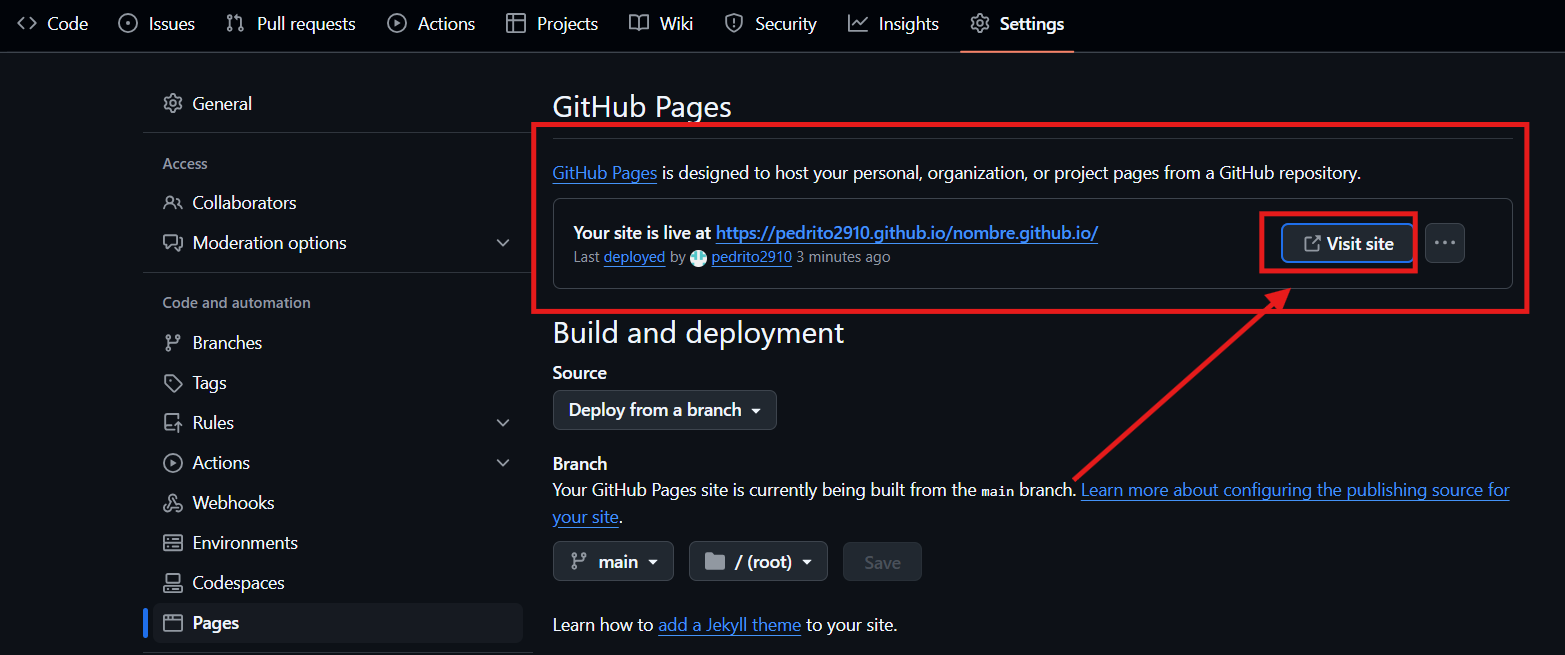 Code Issues Pull requests Actions Projects Wiki Security Insights Settings
General
Access
Collaborators
Moderation options
Code and automation
Branches
Tags
Rules
Actions
Webhooks
Environments
Codespaces
Pages
GitHub Pages
GitHub Pages is designed to host your personal, organization, or project pages from a GitHub repository.
Your site is live at https://pedrito2910.github.io/nombre.github.io/
Last deployed by pedrito2910 3 minutes ago
Visit site
Build and deployment
Source
Deploy from a branch
Branch
Your GitHub Pages site is currently being built from the main branch. Learn more about configuring the publishing source for
your site.
main / (root) Save
Learn how to add a Jekyll theme to your site.